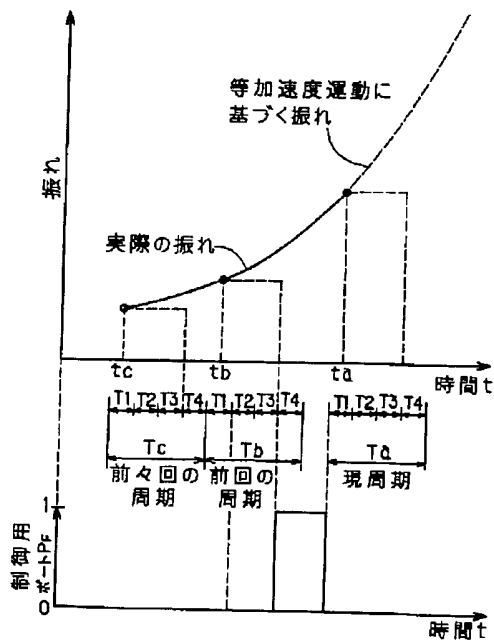 等加速度運動に
基づく振れ
振れ
実際の振れ
tc tb ta
時間t
T1 T2 T3 T4 T1 T2 T3 T4 T1 T2 T3 T4
Tc Tb Ta
前々回の 前回の 現周期
周期 周期
1
制御用
ポートPF
0
時間t